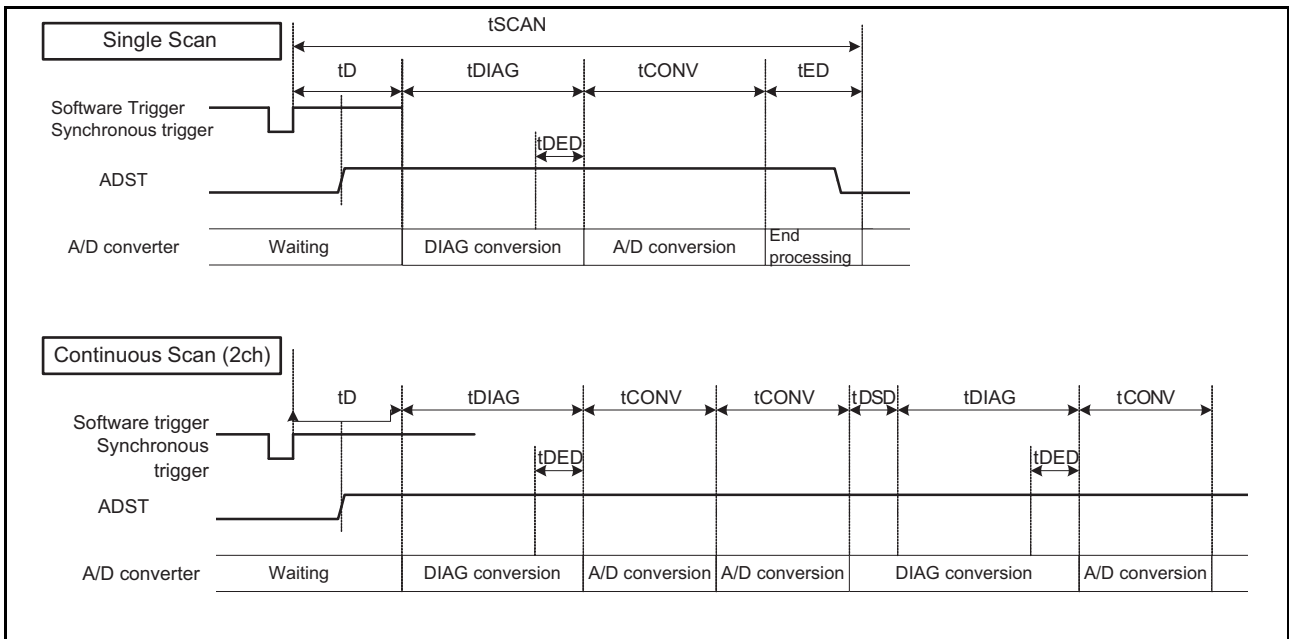 Single Scan
tSCAN
tD
tDIAG
tCONV
tED
Software Trigger
Synchronous trigger
tDED
ADST
A/D converter
Waiting
DIAG conversion
A/D conversion
End
processing
Continuous Scan (2ch)
tD
tDIAG
tCONV
tCONV
tDSD
tDIAG
tCONV
Software trigger
Synchronous
trigger
tDED
tDED
ADST
A/D converter
Waiting
DIAG conversion
A/D conversion
A/D conversion
DIAG conversion
A/D conversion